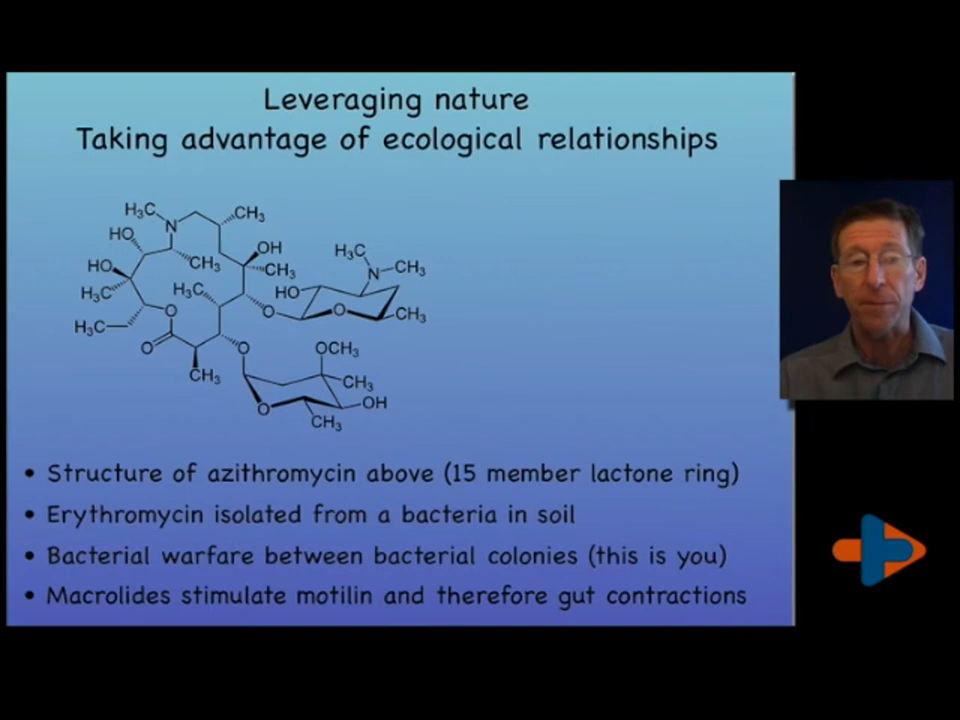 Leveraging nature
Taking advantage of ecological relationships
H₃C
N
CH₃
HO
OH
HO
CH₃
CH₃
H₃C
N
CH₃
H₃C
H₃C
HO
O
O
O
CH₃
H₃C
O
O
OCH₃
CH₃
CH₃
OH
O
CH₃
• Structure of azithromycin above (15 member lactone ring)
• Erythromycin isolated from a bacteria in soil
• Bacterial warfare between bacterial colonies (this is you)
• Macrolides stimulate motilin and therefore gut contractions